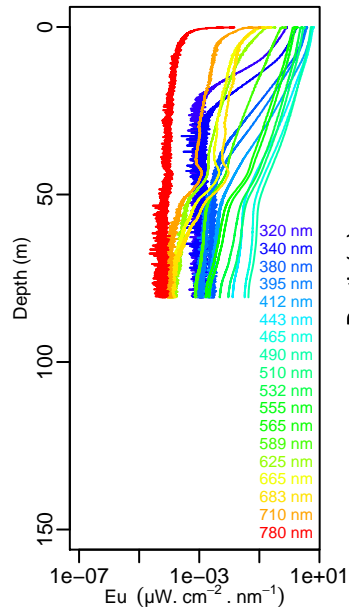 0
50
100
150
Depth (m)
320 nm
340 nm
380 nm
395 nm
412 nm
443 nm
465 nm
490 nm
510 nm
532 nm
555 nm
565 nm
589 nm
625 nm
665 nm
683 nm
710 nm
780 nm
1e−07
1e−03
1e+01
Eu (µW. cm⁻² . nm⁻¹)